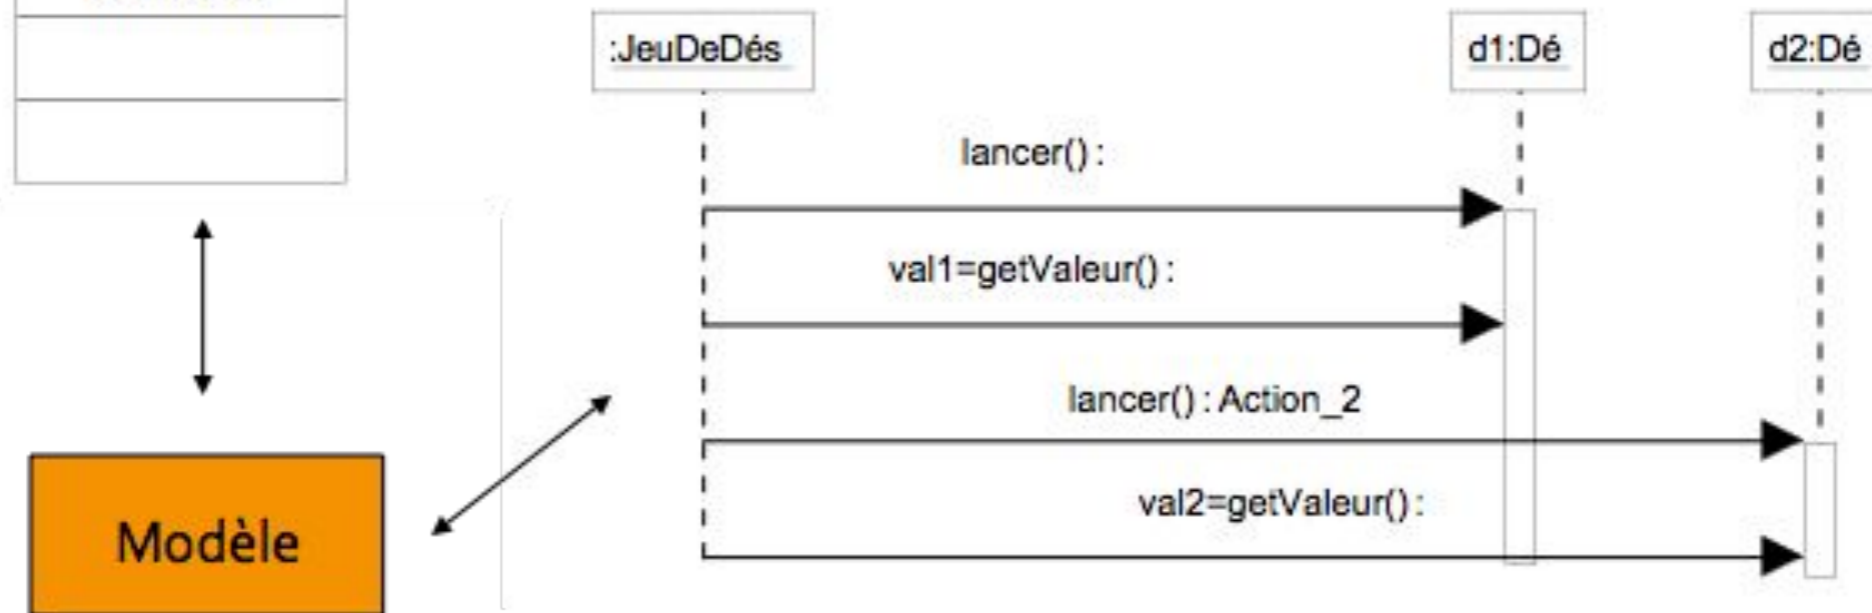 :JeuDeDés
d1:Dé
d2:Dé
lancer() :
val1=getValeur() :
lancer() : Action_2
val2=getValeur() :
Modèle